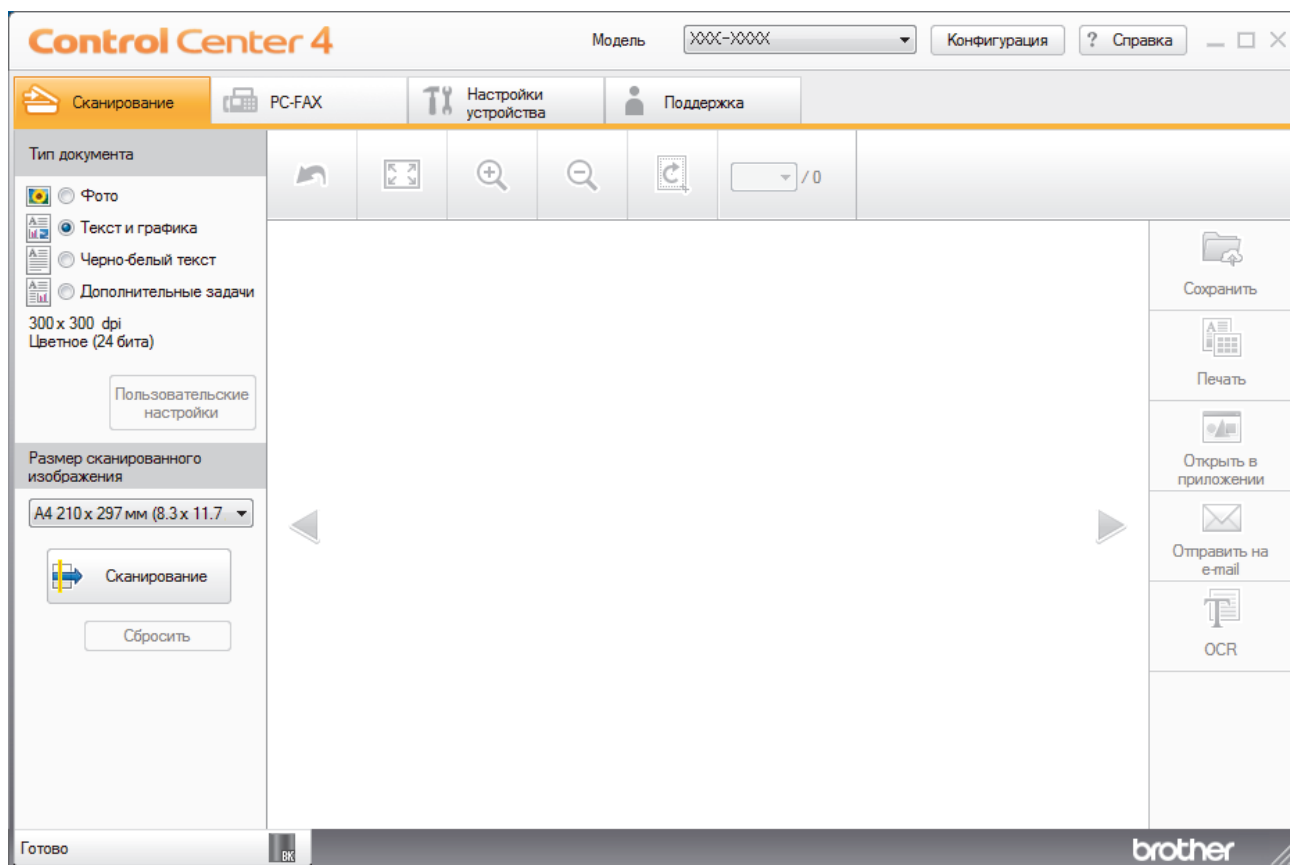 Control Center 4
Модель
XXX-XXXX
Конфигурация
? Справка
Сканирование
PC-FAX
Настройки
устройства
Поддержка
Тип документа
/ 0
Фото
Текст и графика
Черно-белый текст
Дополнительные задачи
300 x 300 dpi
Цветное (24 бита)
Пользовательские
настройки
Размер сканированного
изображения
A4 210 x 297 мм (8.3 x 11.7
Сканирование
Сбросить
Сохранить
Печать
Открыть в
приложении
Отправить на
e-mail
OCR
Готово
BK
brother